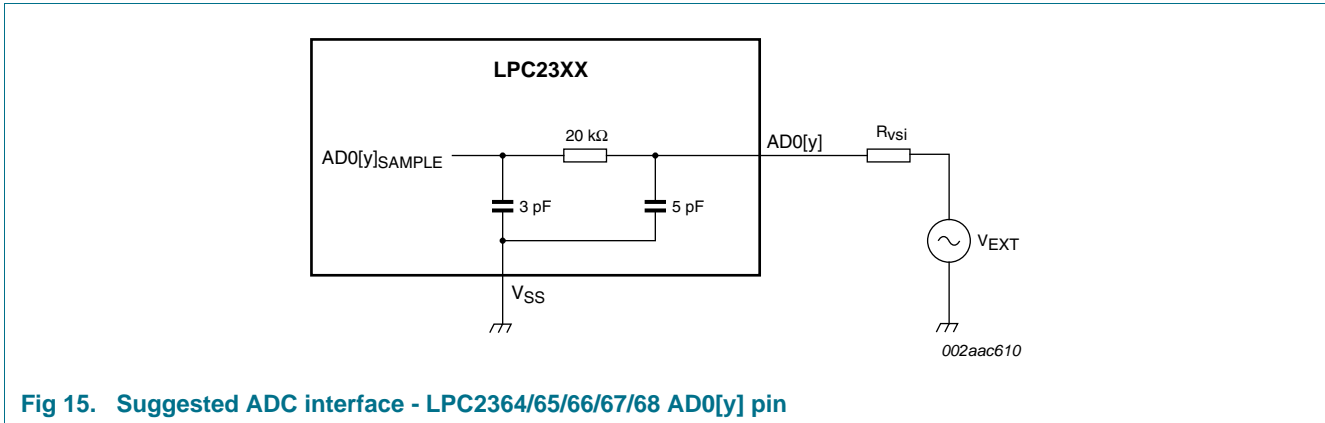 LPC23XX
20 kΩ
AD0[y]
Rvsi
AD0[y]SAMPLE
3 pF
5 pF
VEXT
VSS
002aac610
Fig 15. Suggested ADC interface - LPC2364/65/66/67/68 AD0[y] pin